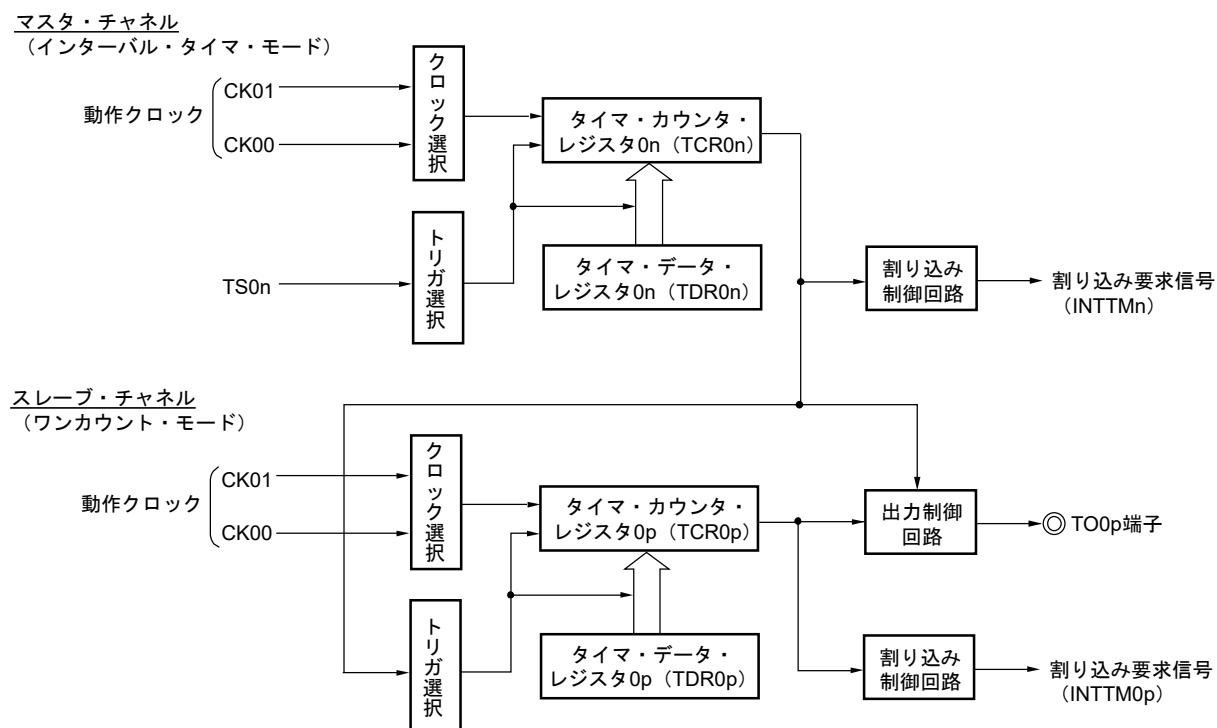 マスタ・チャネル
（インターバル・タイマ・モード）
動作クロック
CK01
CK00
クロック選択
タイマ・カウンタ・
レジスタ0n（TCR0n）
TS0n
トリガ選択
タイマ・データ・
レジスタ0n（TDR0n）
割り込み
制御回路
割り込み要求信号
（INTTMn）
スレーブ・チャネル
（ワンカウント・モード）
動作クロック
CK01
CK00
クロック選択
タイマ・カウンタ・
レジスタ0p（TCR0p）
出力制御
回路
TO0p端子
トリガ選択
タイマ・データ・
レジスタ0p（TDR0p）
割り込み
制御回路
割り込み要求信号
（INTTM0p）